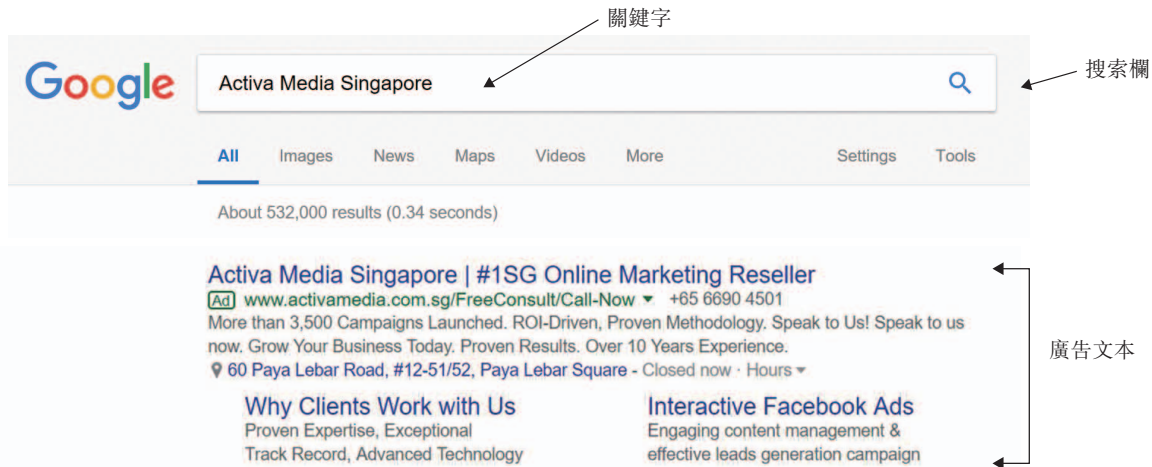 關鍵字
Google
Activa Media Singapore
搜索欄
All Images News Maps Videos More Settings Tools
About 532,000 results (0.34 seconds)
Activa Media Singapore | #1SG Online Marketing Reseller
Ad www.activamedia.com.sg/FreeConsult/Call-Now +65 6690 4501
More than 3,500 Campaigns Launched. ROI-Driven, Proven Methodology. Speak to Us! Speak to us
now. Grow Your Business Today. Proven Results. Over 10 Years Experience.
60 Paya Lebar Road, #12-51/52, Paya Lebar Square - Closed now · Hours
廣告文本
Why Clients Work with Us
Proven Expertise, Exceptional
Track Record, Advanced Technology
Interactive Facebook Ads
Engaging content management &
effective leads generation campaign